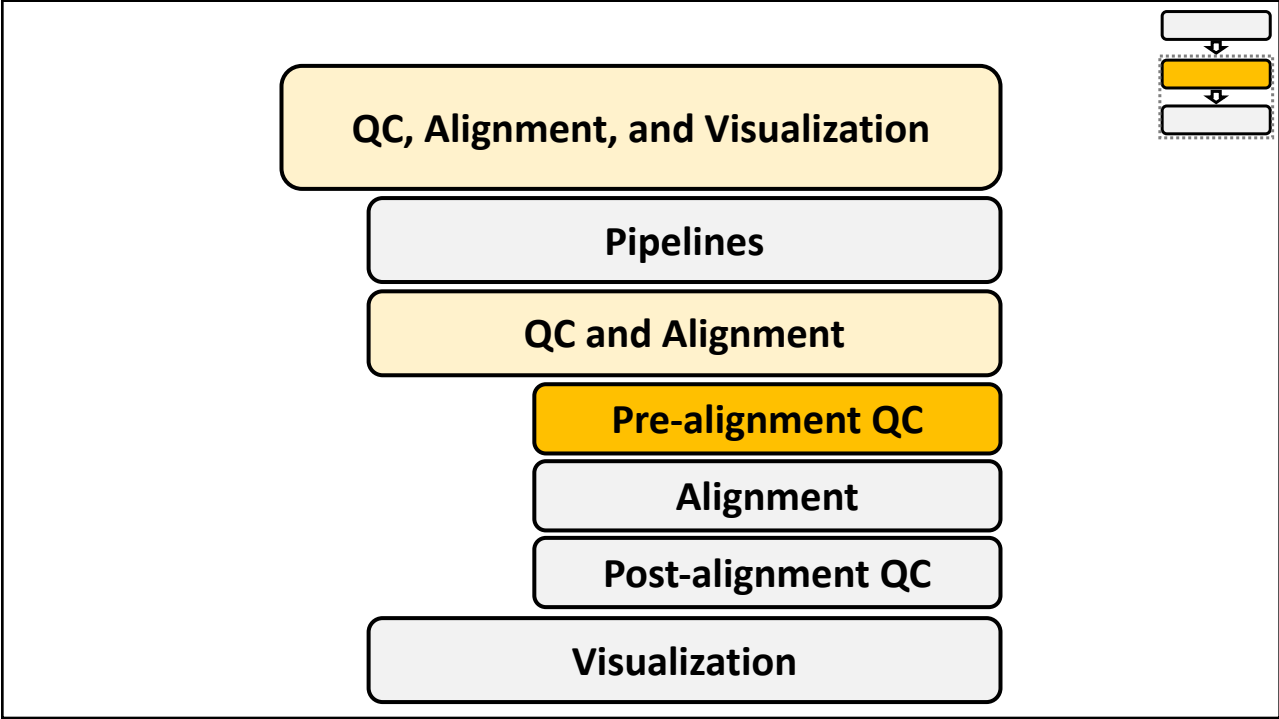 QC, Alignment, and Visualization
Pipelines
QC and Alignment
Pre-alignment QC
Alignment
Post-alignment QC
Visualization